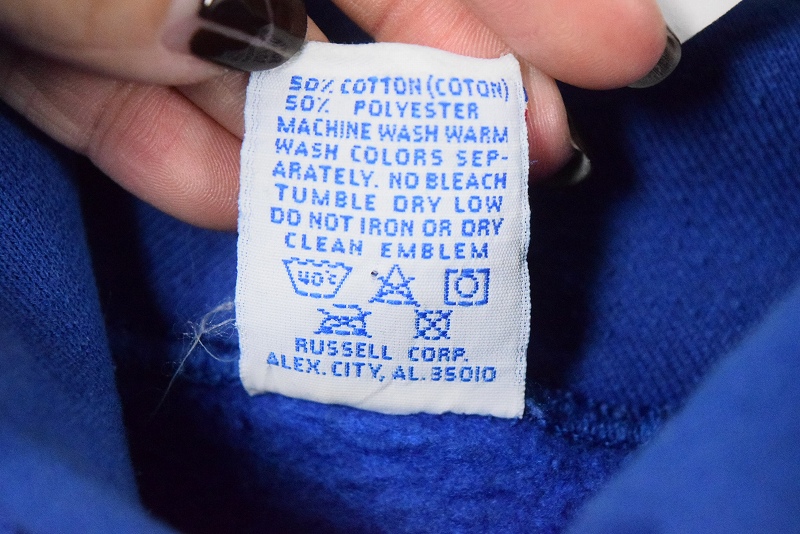 50% COTTON (COTON)
50% POLYESTER
MACHINE WASH WARM
WASH COLORS SEP-
ARATELY. NO BLEACH
TUMBLE DRY LOW
DO NOT IRON OR DRY
CLEAN EMBLEM
40°C
RUSSELL CORP.
ALEX. CITY, AL. 35010